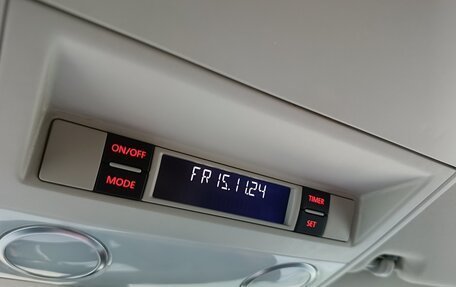 ON/OFF
MODE
FR 15.11.24
TIMER
SET